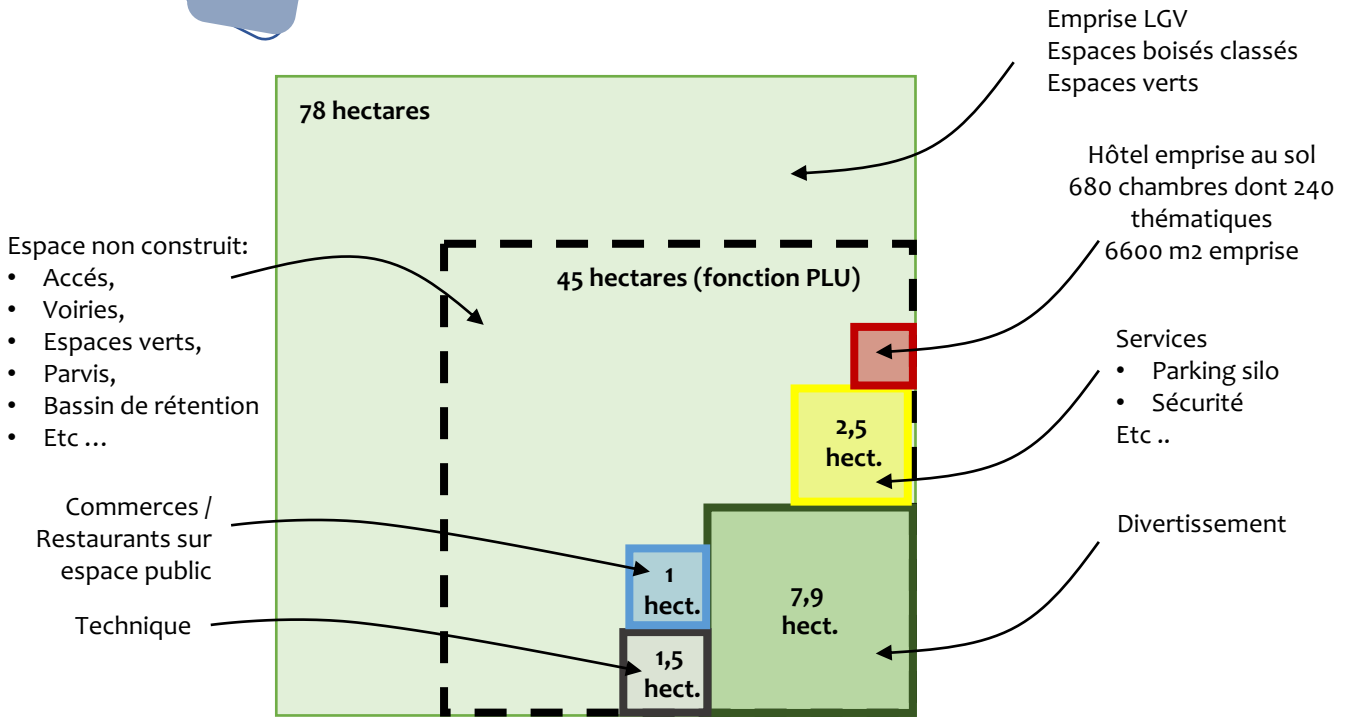 Emprise LGV
Espaces boisés classés
Espaces verts
78 hectares
Hôtel emprise au sol
680 chambres dont 240
thématiques
6600 m2 emprise
Espace non construit:
• Accés,
• Voiries,
• Espaces verts,
• Parvis,
• Bassin de rétention
• Etc ...
45 hectares (fonction PLU)
Services
• Parking silo
• Sécurité
Etc ..
2,5
hect.
Commerces /
Restaurants sur
espace public
Divertissement
1
hect.
7,9
hect.
Technique
1,5
hect.